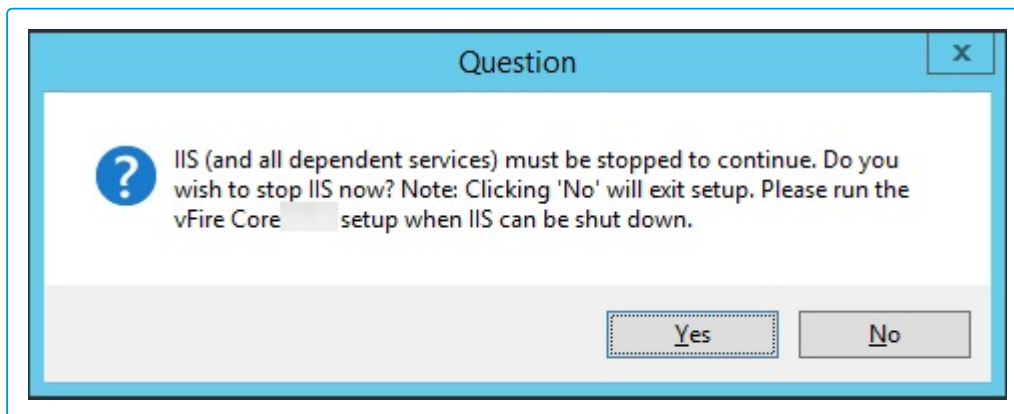 Question
x
?
IIS (and all dependent services) must be stopped to continue. Do you
wish to stop IIS now? Note: Clicking 'No' will exit setup. Please run the
vFire Core setup when IIS can be shut down.
Yes
No